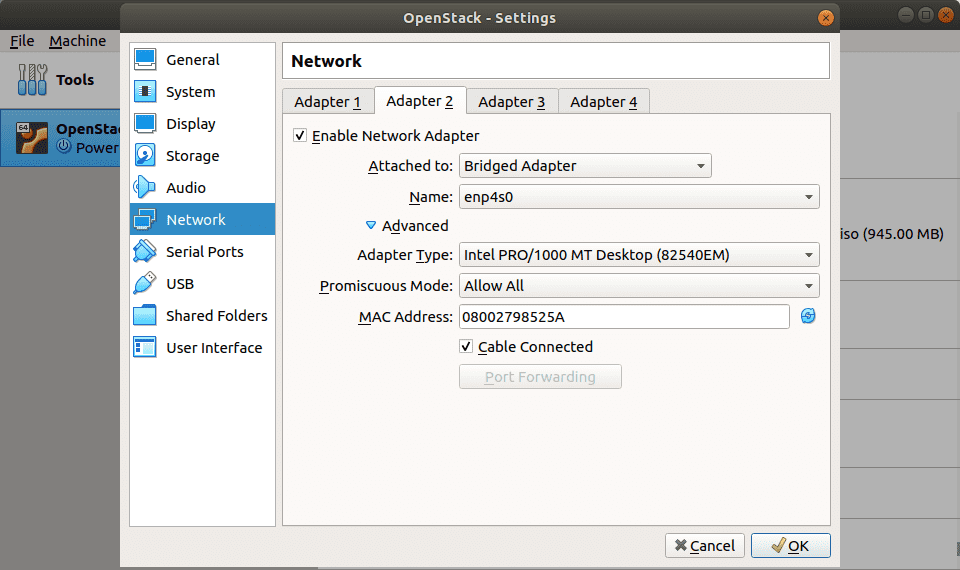 OpenStack - Settings
File Machine
Tools
64
OpenStac
Power
General
System
Display
Storage
Audio
Network
Serial Ports
USB
Shared Folders
User Interface
Network
Adapter 1 Adapter 2 Adapter 3 Adapter 4
Enable Network Adapter
Attached to: Bridged Adapter
Name: enp4s0
Advanced
Adapter Type: Intel PRO/1000 MT Desktop (82540EM)
Promiscuous Mode: Allow All
MAC Address: 08002798525A
Cable Connected
Port Forwarding
iso (945.00 MB)
Cancel OK